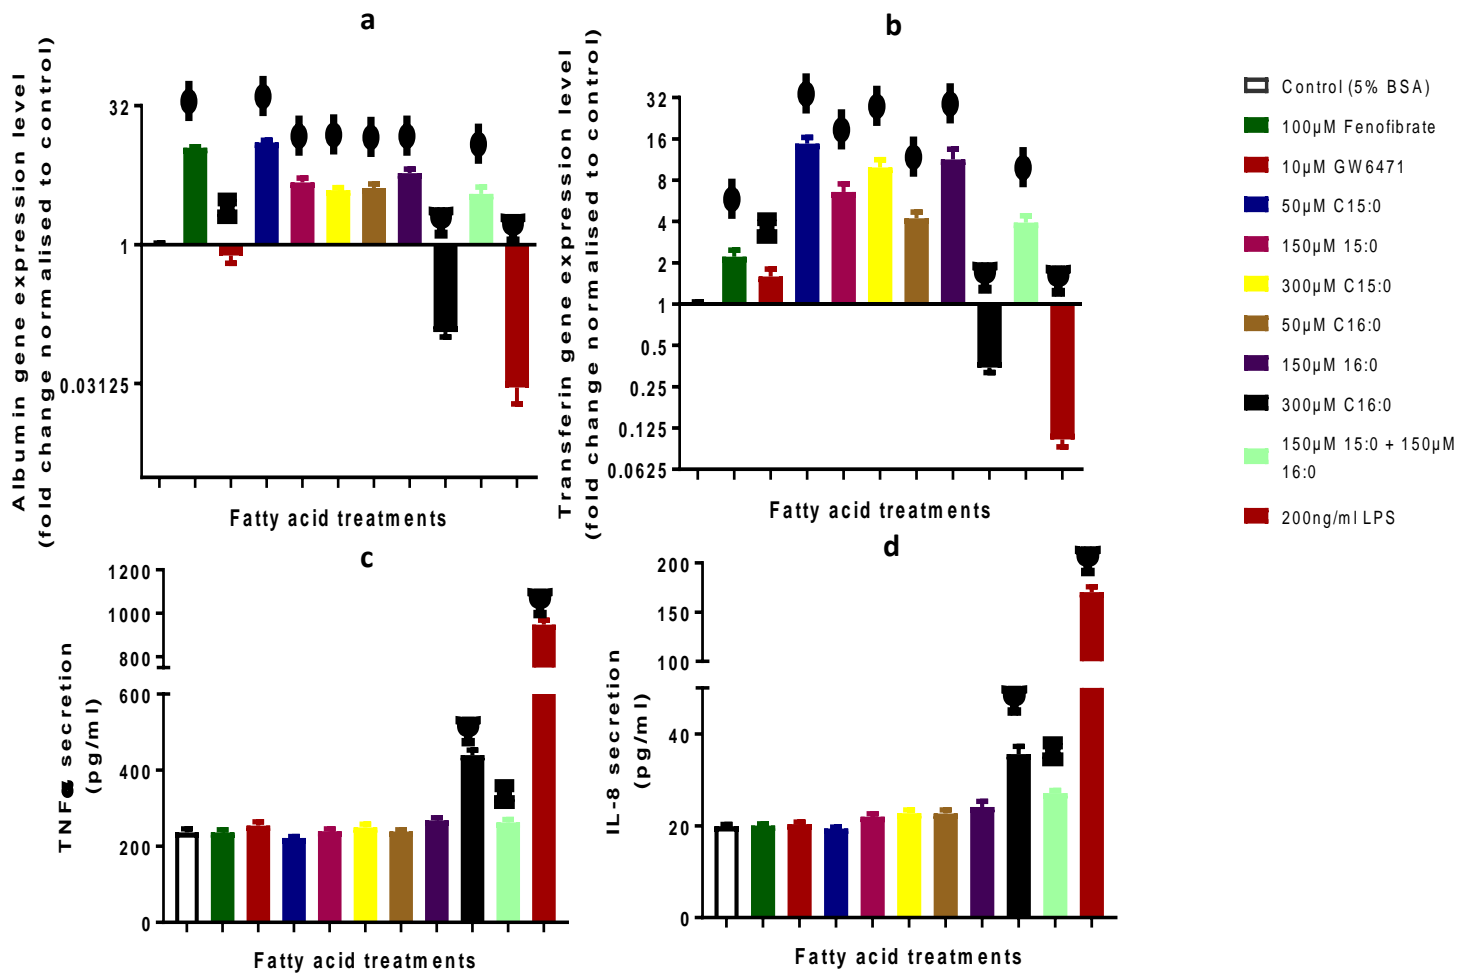 a
Albumin gene expression level
(fold change normalised to control)
32
1
0.03125
Fatty acid treatments
b
Transferin gene expression level
(fold change normalised to control)
32
16
8
4
2
1
0.5
0.25
0.125
0.0625
Fatty acid treatments
Control (5% BSA)
100µM Fenofibrate
10µM GW6471
50µM C15:0
150µM 15:0
300µM C15:0
50µM C16:0
150µM 16:0
300µM C16:0
150µM 15:0 + 150µM
16:0
200ng/ml LPS
c
TNFα secretion
(pg/ml)
1200
1000
800
600
400
200
0
Fatty acid treatments
d
IL-8 secretion
(pg/ml)
200
150
100
40
20
0
Fatty acid treatments